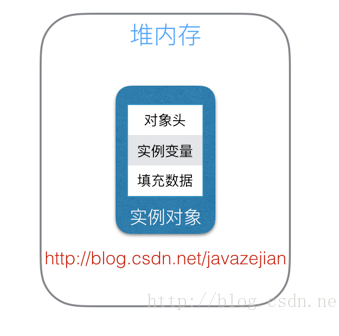 堆内存
对象头
实例变量
填充数据
实例对象
http://blog.csdn.net/javazejian
http://blog.csdn.ne